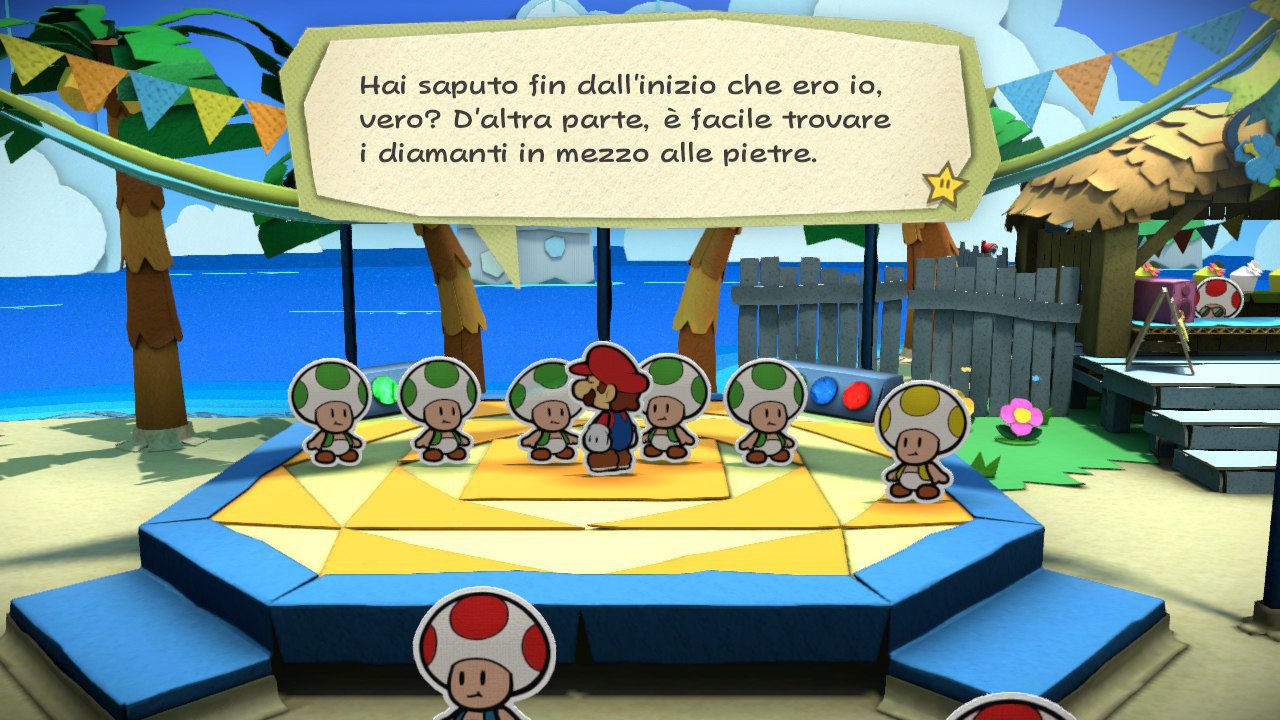 Hai saputo fin dall'inizio che ero io,
vero? D'altra parte, è facile trovare
i diamanti in mezzo alle pietre.